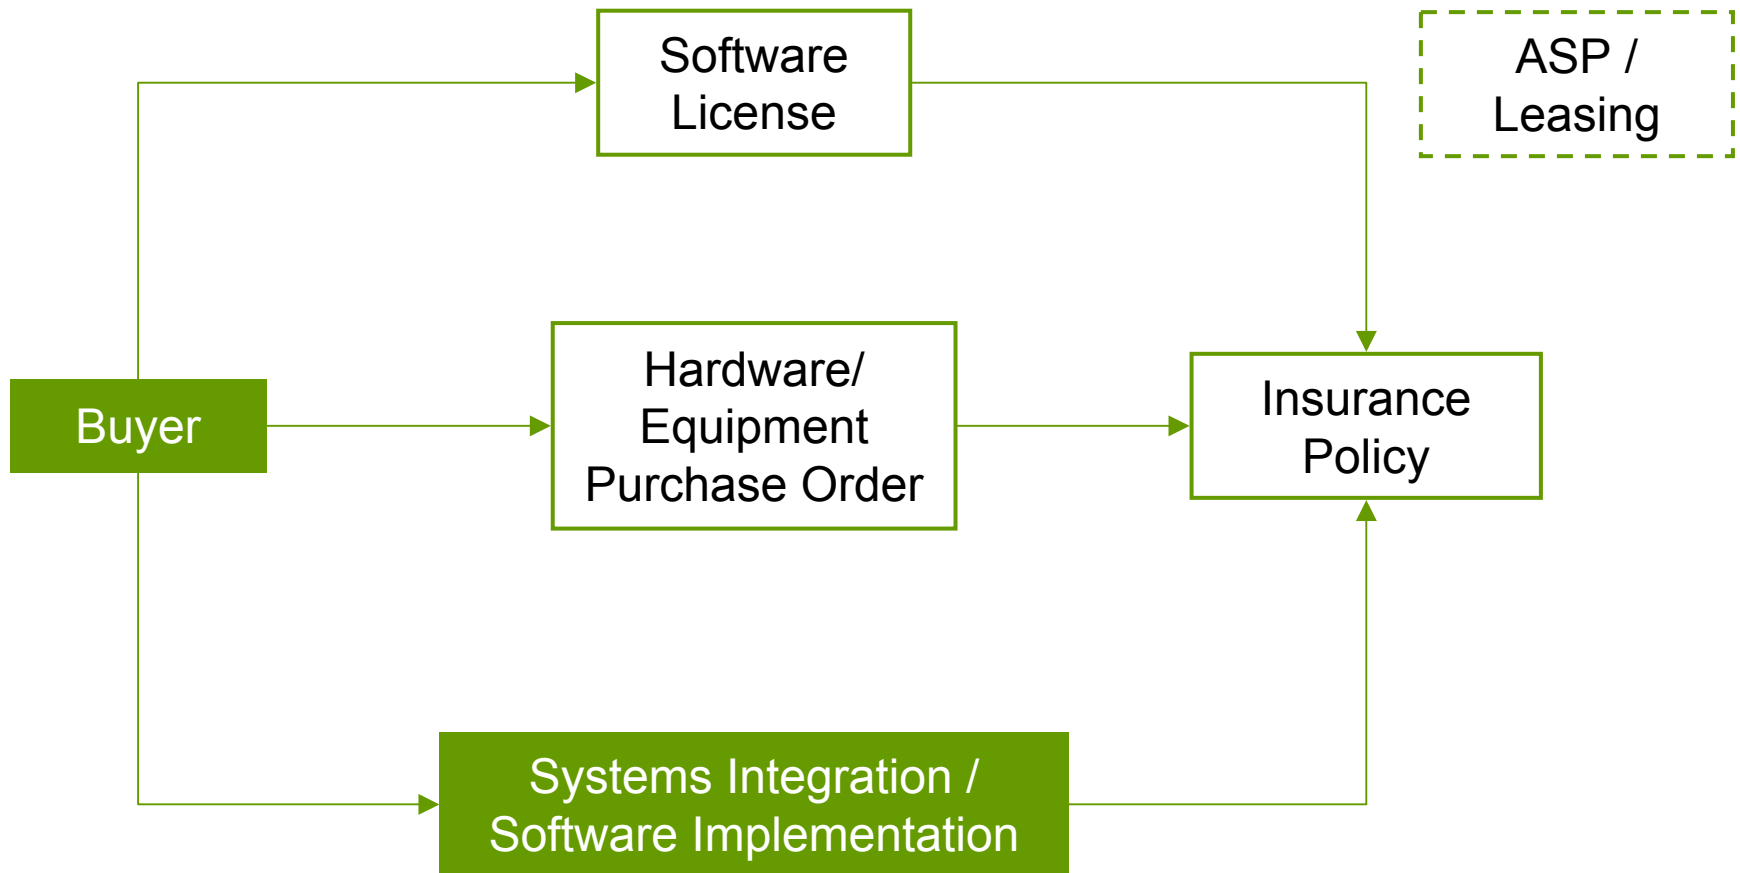 Software
License
ASP /
Leasing
Buyer
Hardware/
Equipment
Purchase Order
Insurance
Policy
Systems Integration /
Software Implementation